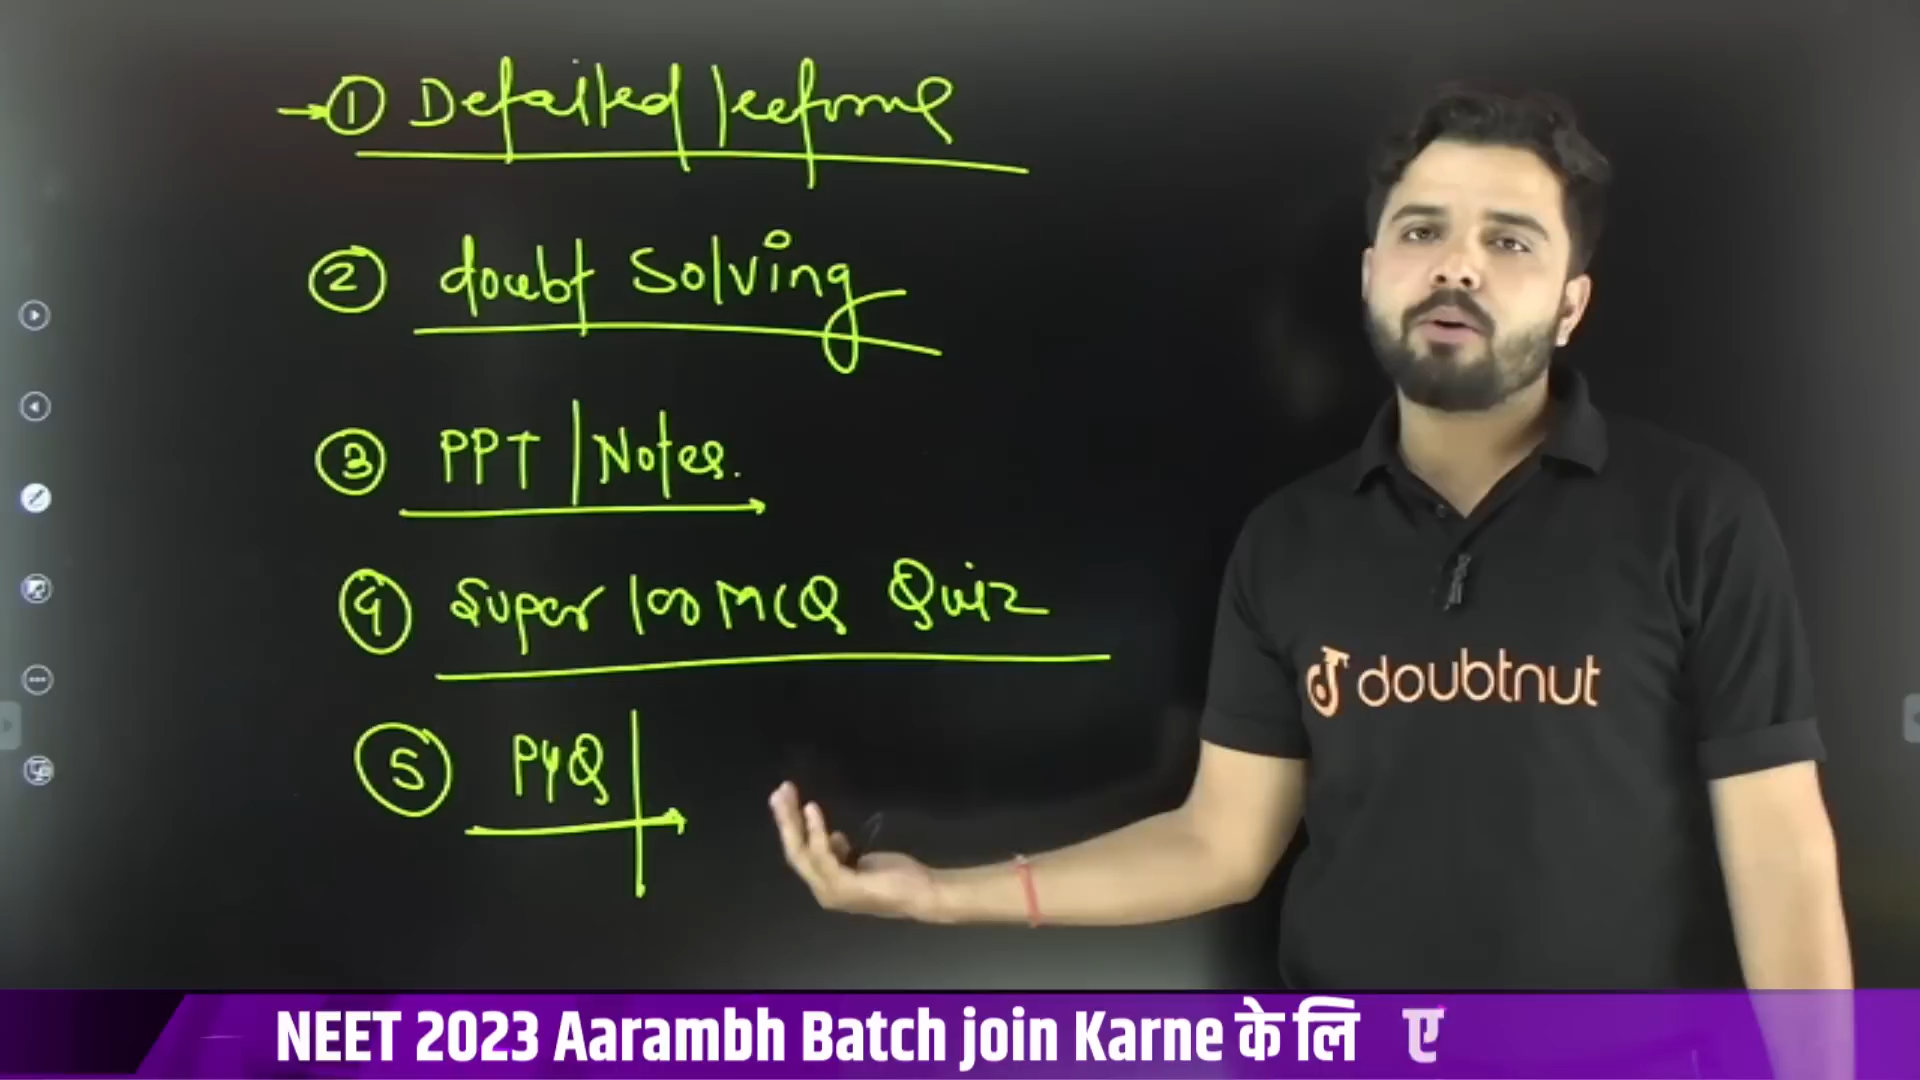 ① Detailed lecture
② doubt Solving
③ PPT | Notes.
④ Super 100 MCQ Quiz
⑤ PYQ
doubtnut
NEET 2023 Aarambh Batch join Karne के लि ए